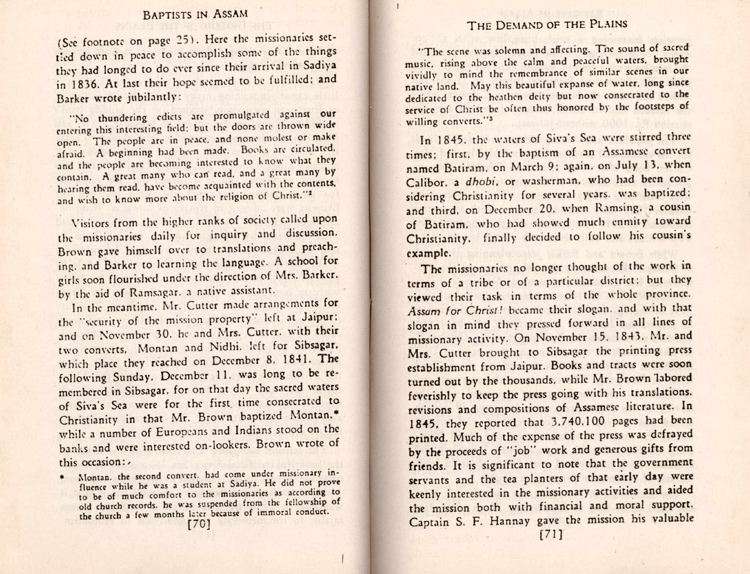 BAPTISTS IN ASSAM
(See footnote on page 25). Here the missionaries set-
tled down in peace to accomplish some of the things
they had longed to do ever since their arrival in Sadiya
in 1836. At last their hope seemed to be fulfilled; and
Barker wrote jubilantly:
"No thundering edicts are promulgated against our
entering this interesting field; but the doors are thrown wide
open. The people are in peace, and none molest or make
afraid. A beginning had been made. Books are circulated,
and the people are becoming interested to know what they
contain. A great many who can read, and a great many by
hearing them read, have become acquainted with the contents,
and wish to know more about the religion of Christ."²
Visitors from the higher ranks of society called upon
the missionaries daily for inquiry and discussion.
Brown gave himself over to translations and preach-
ing, and Barker to learning the language. A school for
girls soon flourished under the direction of Mrs. Barker,
by the aid of Ramsagar, a native assistant.
In the meantime, Mr. Cutter made arrangements for
the "security of the mission property" left at Jaipur;
and on November 30, he and Mrs. Cutter, with their
two converts, Montan and Nidhi, left for Sibsagar,
which place they reached on December 8, 1841. The
following Sunday, December 11, was long to be re-
membered in Sibsagar, for on that day the sacred waters
of Siva's Sea were for the first time consecrated to
Christianity in that Mr. Brown baptized Montan,*
while a number of Europeans and Indians stood on the
banks and were interested on-lookers. Brown wrote of
this occasion:
* Montan, the second convert, had come under missionary in-
fluence while he was a student at Sadiya. He did not prove
to be of much comfort to the missionaries as according to
old church records, he was suspended from the fellowship of
the church a few months later because of immoral conduct.
[70]
THE DEMAND OF THE PLAINS
"The scene was solemn and affecting. The sound of sacred
music, rising above the calm and peaceful waters, brought
vividly to mind the remembrance of similar scenes in our
native land. May this beautiful expanse of water, long since
dedicated to the heathen deity but now consecrated to the
service of Christ be often thus honored by the footsteps of
willing converts."³
In 1845, the waters of Siva's Sea were stirred three
times; first, by the baptism of an Assamese convert
named Batiram, on March 9; again, on July 13, when
Calibor, a dhobi, or washerman, who had been con-
sidering Christianity for several years, was baptized;
and third, on December 20, when Ramsing, a cousin
of Batiram, who had showed much enmity toward
Christianity, finally decided to follow his cousin's
example.
The missionaries no longer thought of the work in
terms of a tribe or of a particular district; but they
viewed their task in terms of the whole province.
Assam for Christ! became their slogan, and with that
slogan in mind they pressed forward in all lines of
missionary activity. On November 15, 1843, Mr. and
Mrs. Cutter brought to Sibsagar the printing press
establishment from Jaipur. Books and tracts were soon
turned out by the thousands, while Mr. Brown labored
feverishly to keep the press going with his translations,
revisions and compositions of Assamese literature. In
1845, they reported that 3,740,100 pages had been
printed. Much of the expense of the press was defrayed
by the proceeds of "job" work and generous gifts from
friends. It is significant to note that the government
servants and the tea planters of that early day were
keenly interested in the missionary activities and aided
the mission both with financial and moral support.
Captain S. F. Hannay gave the mission his valuable
[71]